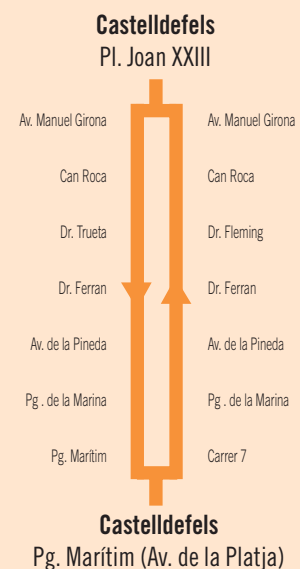 Castelldefels
Pl. Joan XXIII
Av. Manuel Girona
Av. Manuel Girona
Can Roca
Can Roca
Dr. Trueta
Dr. Fleming
Dr. Ferran
Dr. Ferran
Av. de la Pineda
Av. de la Pineda
Pg . de la Marina
Pg . de la Marina
Pg. Marítim
Carrer 7
Castelldefels
Pg. Marítim (Av. de la Platja)